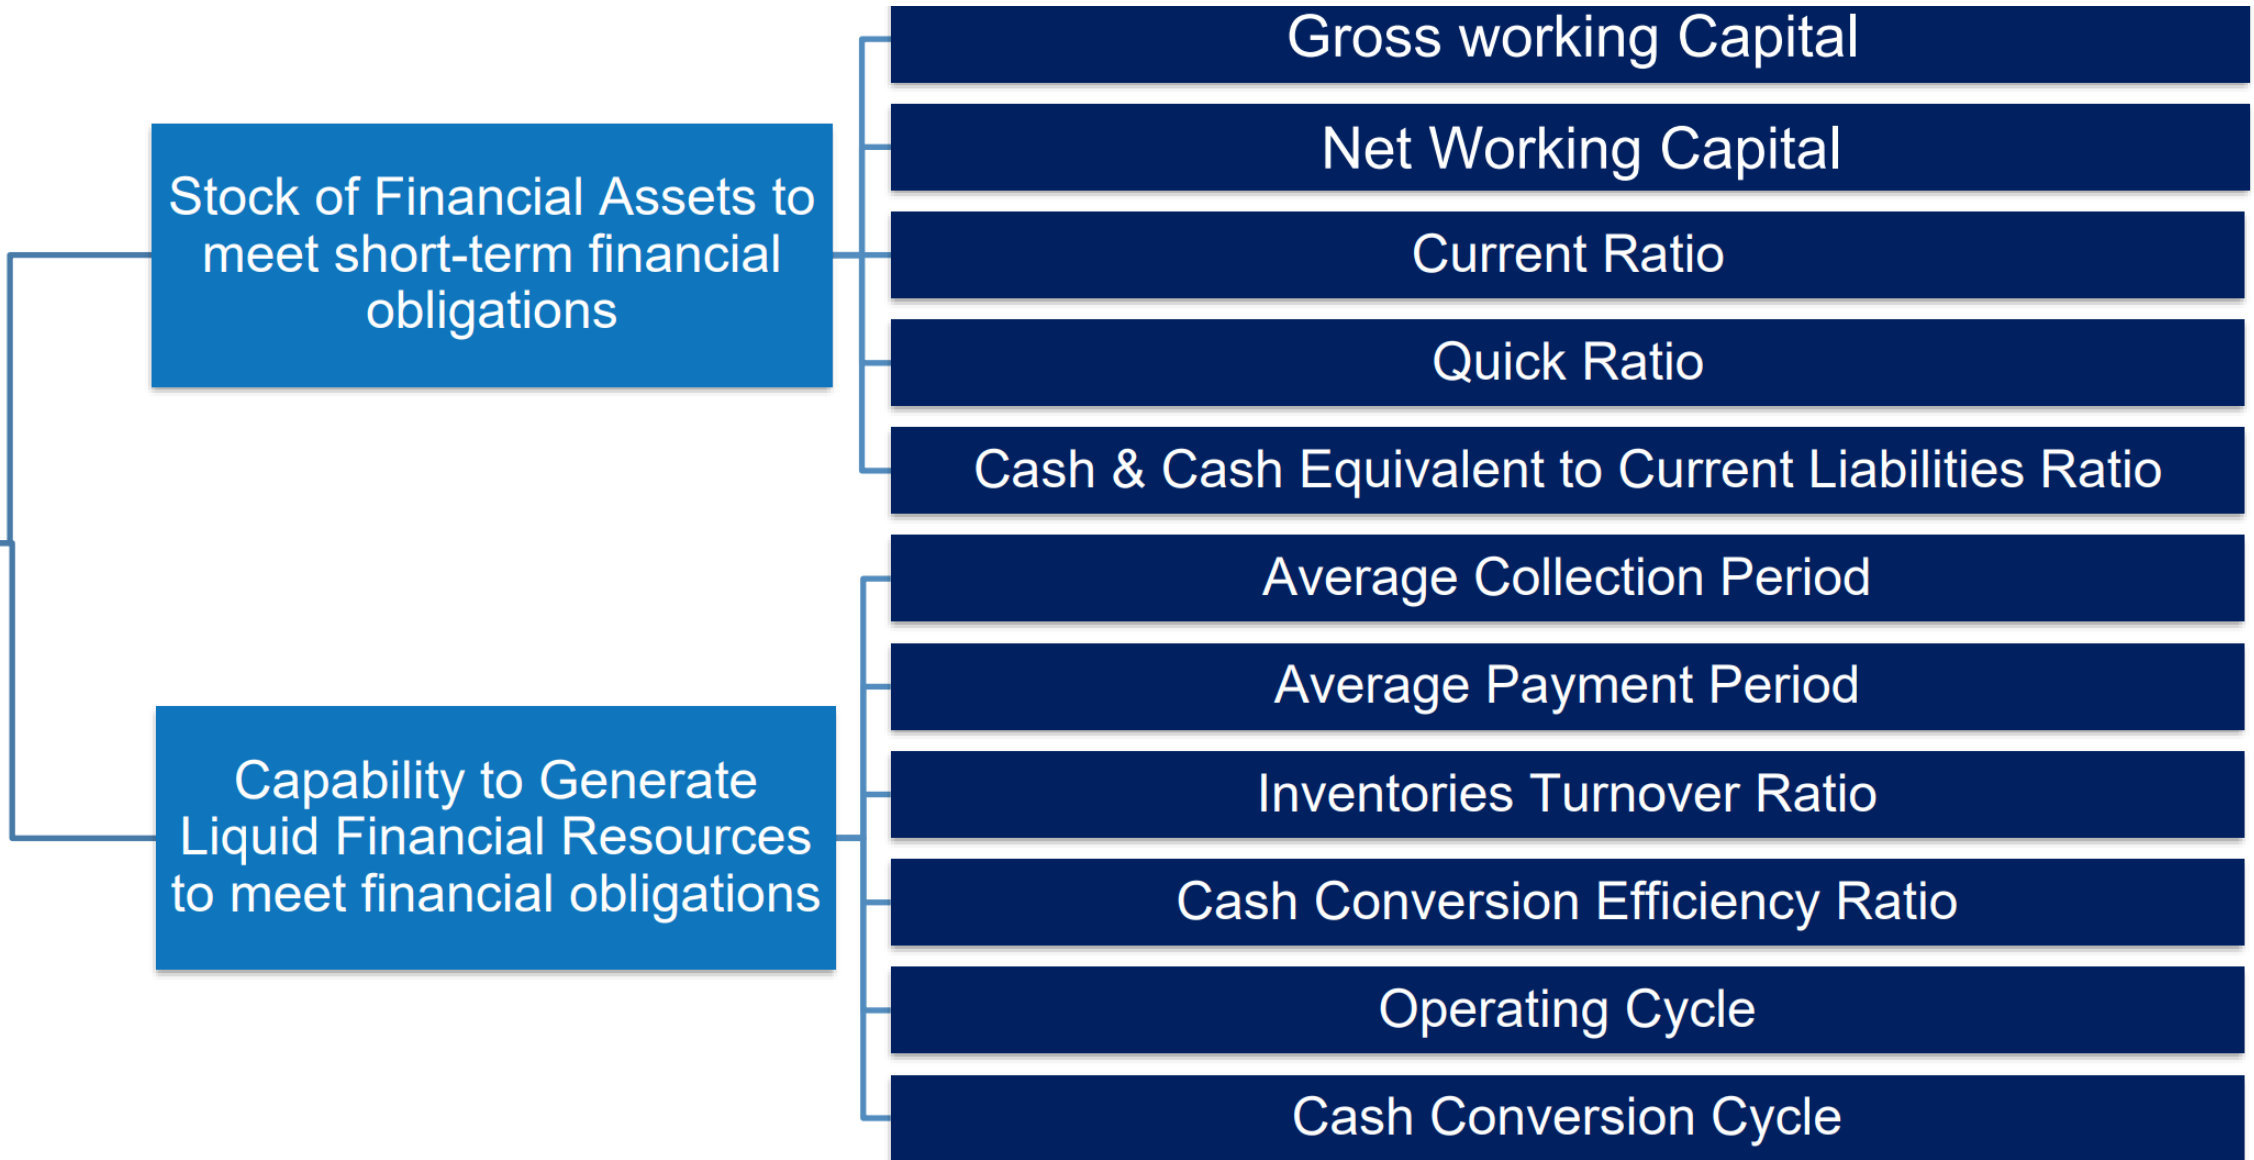 Stock of Financial Assets to
meet short-term financial
obligations
Gross working Capital
Net Working Capital
Current Ratio
Quick Ratio
Cash & Cash Equivalent to Current Liabilities Ratio
Capability to Generate
Liquid Financial Resources
to meet financial obligations
Average Collection Period
Average Payment Period
Inventories Turnover Ratio
Cash Conversion Efficiency Ratio
Operating Cycle
Cash Conversion Cycle